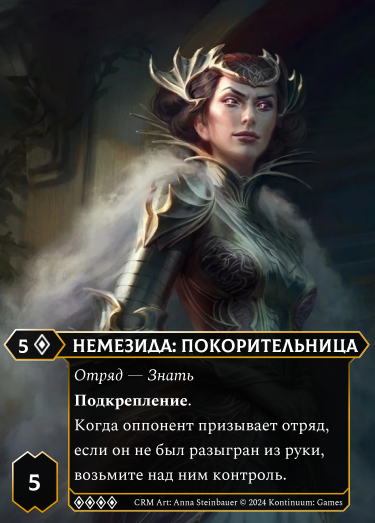 5 НЕМЕЗИДА: ПОКОРИТЕЛЬНИЦА
Отряд — Знать
Подкрепление.
Когда оппонент призывает отряд,
если он не был разыгран из руки,
возьмите над ним контроль.
5
CRM Art: Anna Steinbauer © 2024 Kontinuum: Games